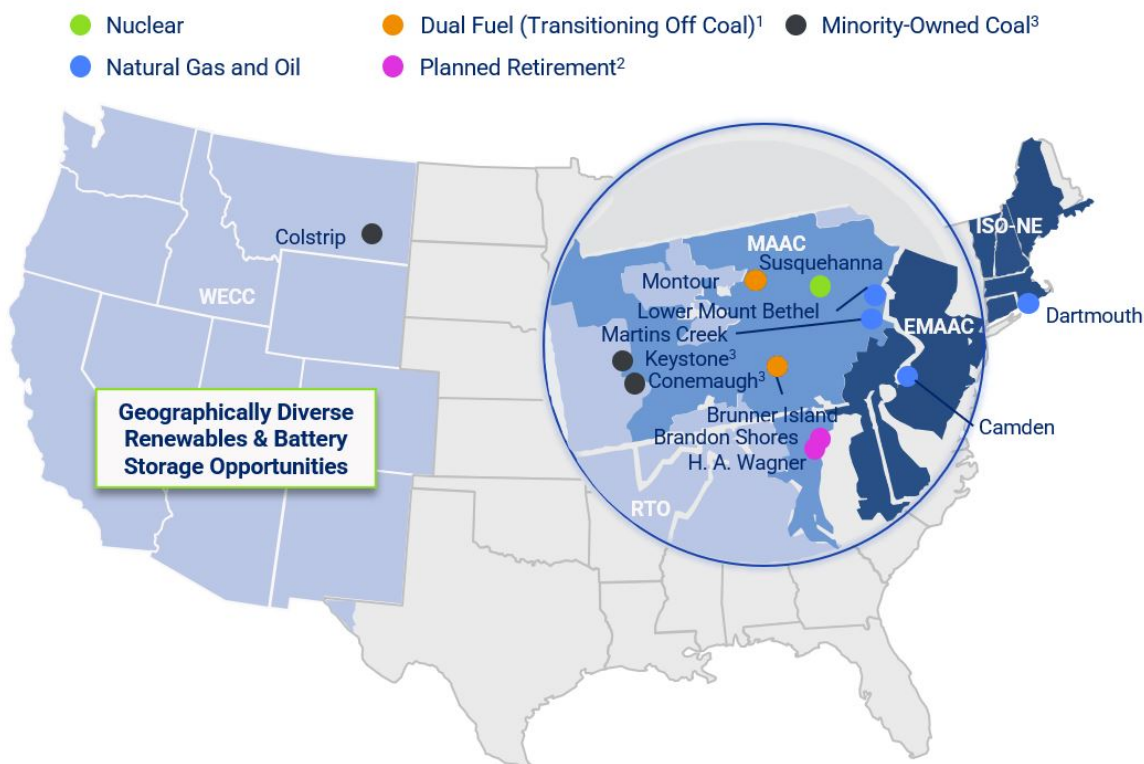 Nuclear
Dual Fuel (Transitioning Off Coal)¹
Minority-Owned Coal³
Natural Gas and Oil
Planned Retirement²
ISO-NE
MAAC
Colstrip
Susquehanna
Montour
WECC
Lower Mount Bethel
Dartmouth
EMAAC
Martins Creek
Keystone³
Conemaugh³
Geographically Diverse
Renewables & Battery
Storage Opportunities
Brunner Island
Camden
Brandon Shores
H. A. Wagner
RTO